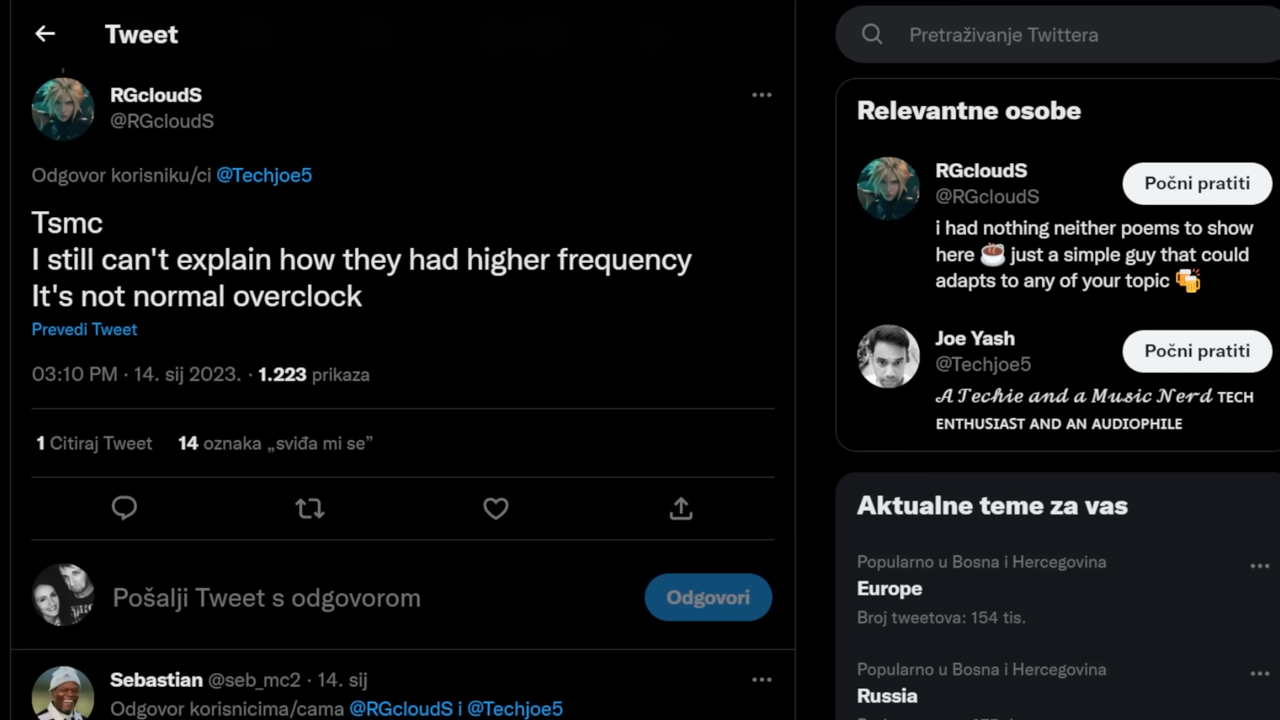 Tweet
RGcloudS
@RGcloudS
Odgovor korisniku/ci @Techjoe5
Tsmc
I still can't explain how they had higher frequency
It's not normal overclock
Prevedi Tweet
03:10 PM · 14. sij 2023. · 1.223 prikaza
1 Citiraj Tweet 14 oznaka „sviđa mi se”
Pošalji Tweet s odgovorom
Odgovori
Sebastian @seb_mc2 · 14. sij
Odgovor korisnicima/cama @RGcloudS i @Techjoe5
Pretraživanje Twittera
Relevantne osobe
RGcloudS
@RGcloudS
Počni pratiti
i had nothing neither poems to show
here ☕ just a simple guy that could
adapts to any of your topic 🍻
Joe Yash
@Techjoe5
Počni pratiti
𝓐 𝓣𝓮𝓬𝓱𝓲𝓮 𝓪𝓷𝓭 𝓪 𝓜𝓾𝓼𝓲𝓬 𝓝𝓮𝓻𝓭 ᴛᴇᴄʜ
ᴇɴᴛʜᴜꜱɪᴀꜱᴛ ᴀɴᴅ ᴀɴ ᴀᴜᴅɪᴏᴘʜɪʟᴇ
Aktualne teme za vas
Popularno u Bosna i Hercegovina
Europe
Broj tweetova: 154 tis.
Popularno u Bosna i Hercegovina
Russia